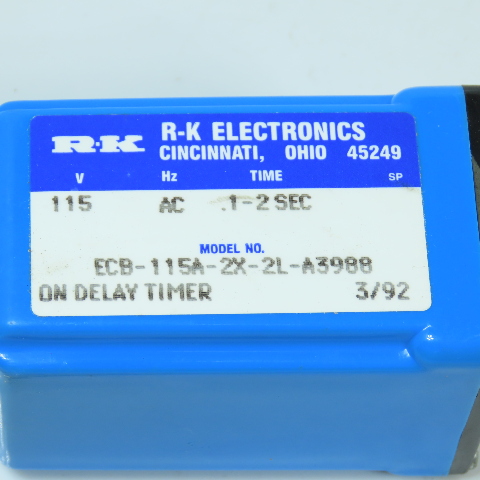 R-K R-K ELECTRONICS
CINCINNATI, OHIO 45249
V Hz TIME SP
115 AC .1-2 SEC
MODEL NO.
ECB-115A-2X-2L-A3988
ON DELAY TIMER 3/92